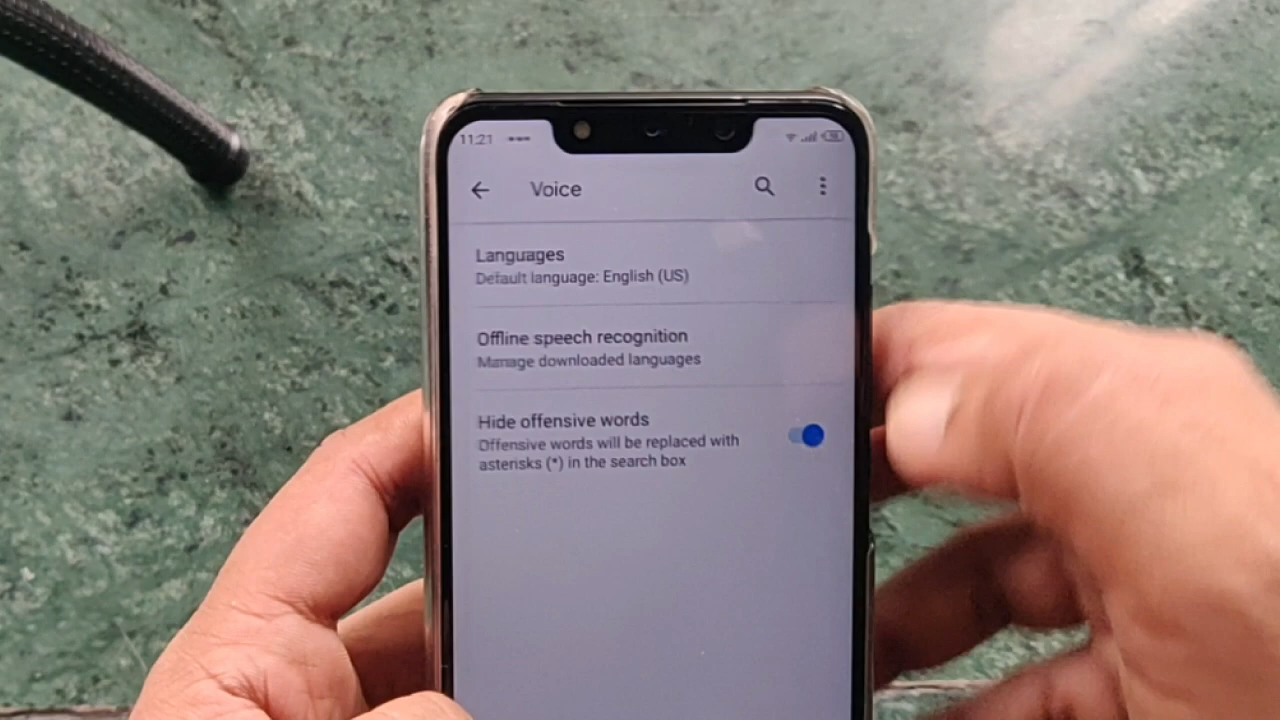 11:21
Voice
Languages
Default language: English (US)
Offline speech recognition
Manage downloaded languages
Hide offensive words
Offensive words will be replaced with
asterisks (*) in the search box